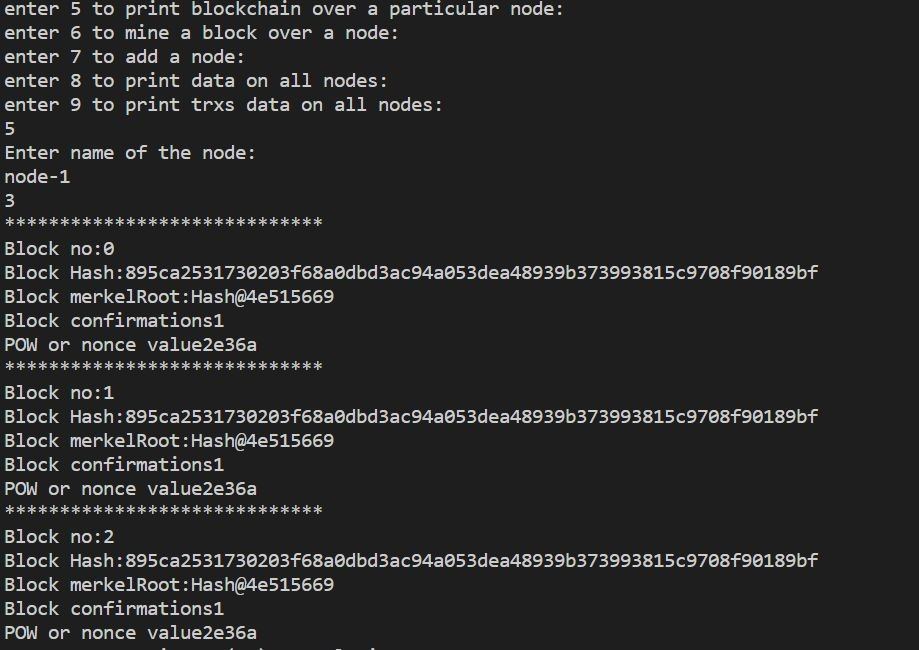 enter 5 to print blockchain over a particular node:
enter 6 to mine a block over a node:
enter 7 to add a node:
enter 8 to print data on all nodes:
enter 9 to print trxs data on all nodes:
5
Enter name of the node:
node-1
3
*****************************
Block no:0
Block Hash:895ca2531730203f68a0dbd3ac94a053dea48939b373993815c9708f90189bf
Block merkelRoot:Hash@4e515669
Block confirmations1
POW or nonce value2e36a
*****************************
Block no:1
Block Hash:895ca2531730203f68a0dbd3ac94a053dea48939b373993815c9708f90189bf
Block merkelRoot:Hash@4e515669
Block confirmations1
POW or nonce value2e36a
*****************************
Block no:2
Block Hash:895ca2531730203f68a0dbd3ac94a053dea48939b373993815c9708f90189bf
Block merkelRoot:Hash@4e515669
Block confirmations1
POW or nonce value2e36a